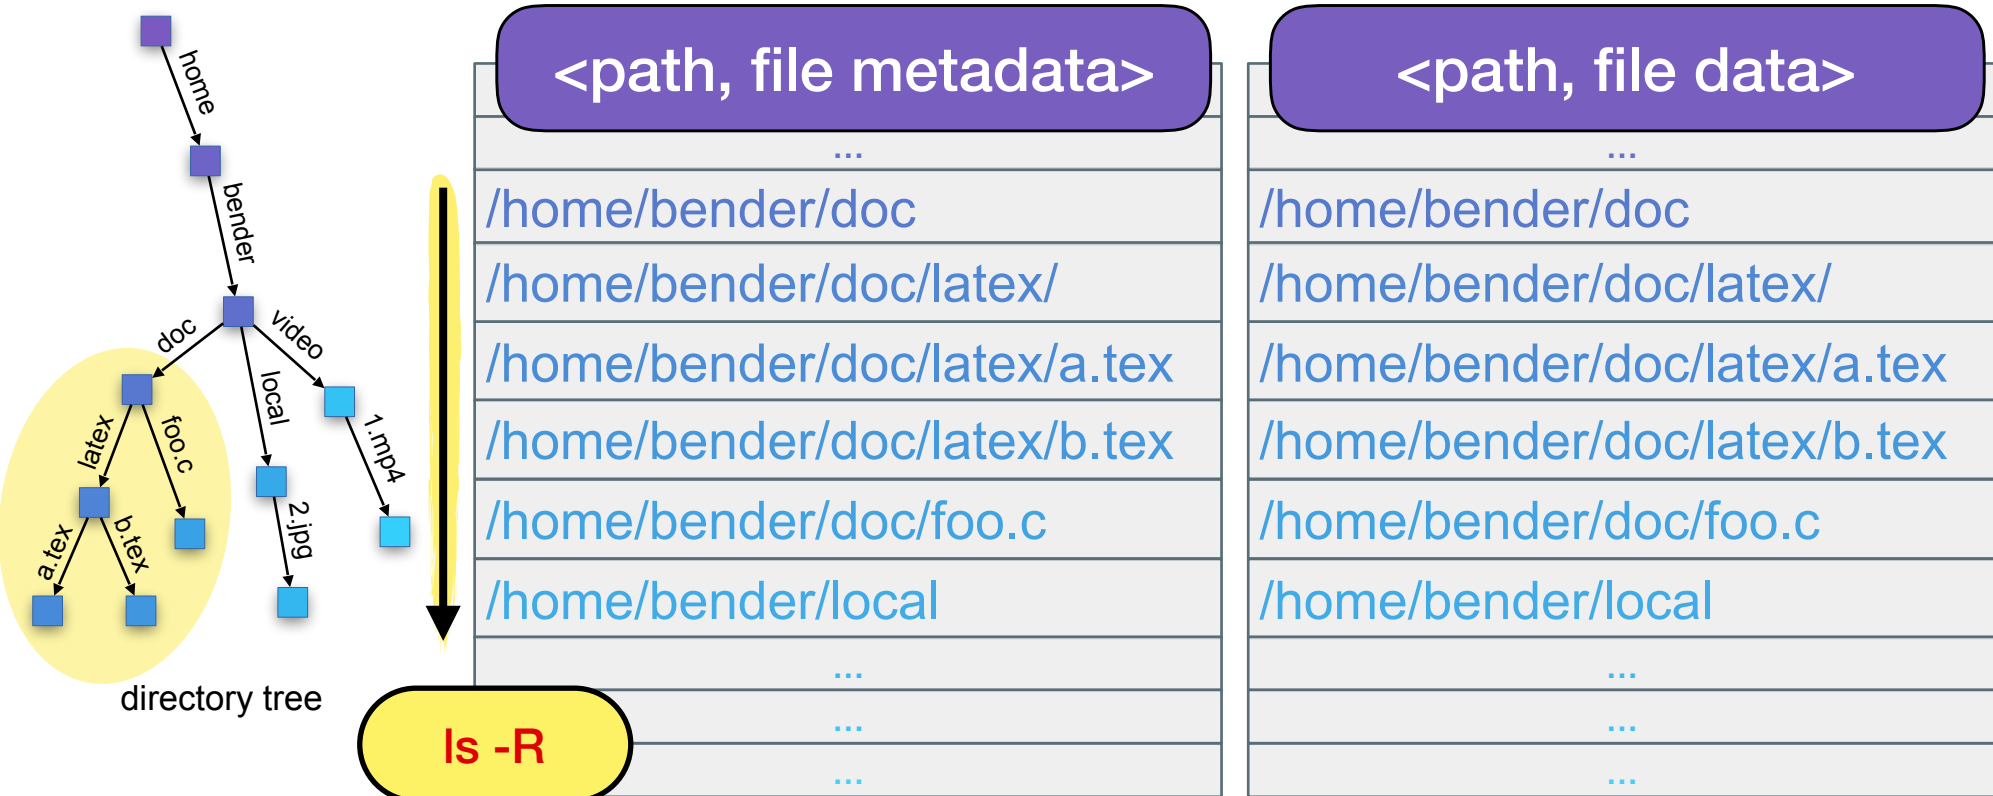 home
bender
doc
local
video
latex
foo.c
1.mp4
a.tex
b.tex
2.jpg
directory tree
<path, file metadata>
...
/home/bender/doc
/home/bender/doc/latex/
/home/bender/doc/latex/a.tex
/home/bender/doc/latex/b.tex
/home/bender/doc/foo.c
/home/bender/local
...
...
...
ls -R
<path, file data>
...
/home/bender/doc
/home/bender/doc/latex/
/home/bender/doc/latex/a.tex
/home/bender/doc/latex/b.tex
/home/bender/doc/foo.c
/home/bender/local
...
...
...